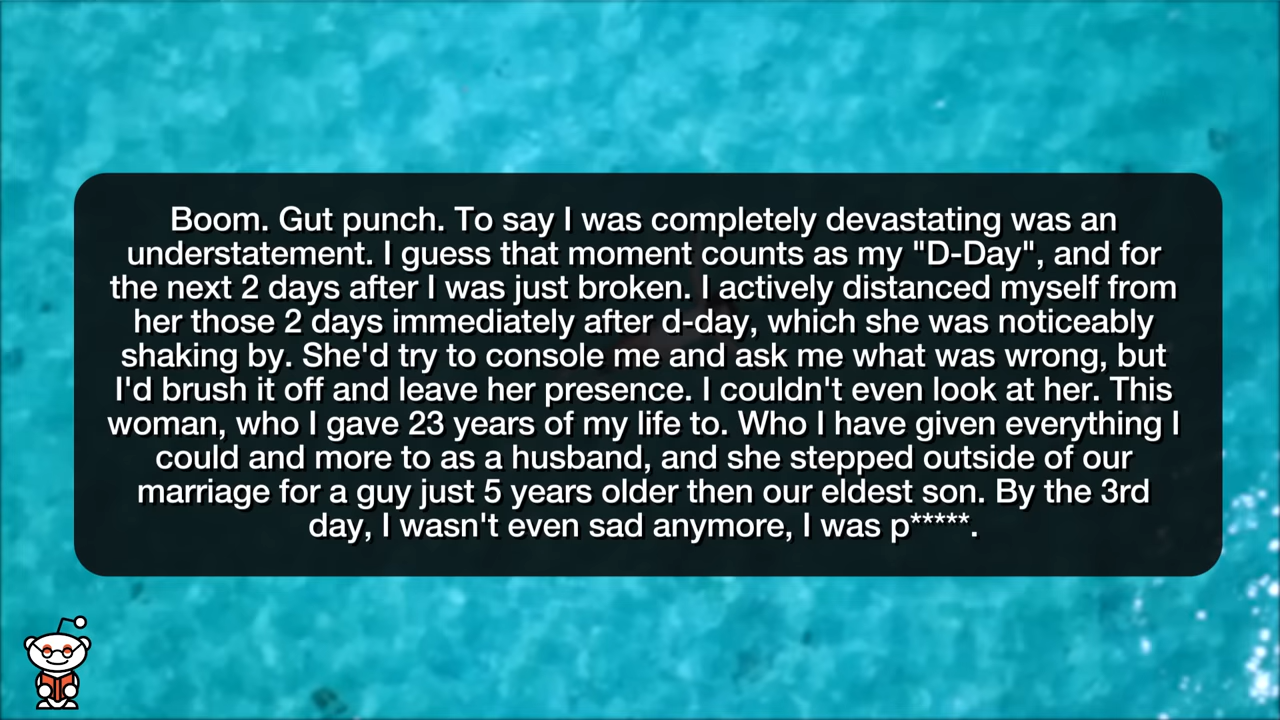 Boom. Gut punch. To say I was completely devastating was an
understatement. I guess that moment counts as my "D-Day", and for
the next 2 days after I was just broken. I actively distanced myself from
her those 2 days immediately after d-day, which she was noticeably
shaking by. She'd try to console me and ask me what was wrong, but
I'd brush it off and leave her presence. I couldn't even look at her. This
woman, who I gave 23 years of my life to. Who I have given everything I
could and more to as a husband, and she stepped outside of our
marriage for a guy just 5 years older then our eldest son. By the 3rd
day, I wasn't even sad anymore, I was p*****.